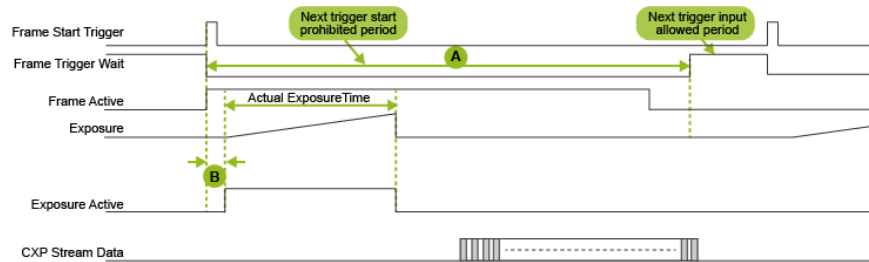 Next trigger start
prohibited period
Next trigger input
allowed period
Frame Start Trigger
A
Frame Trigger Wait
Frame Active
Actual ExposureTime
Exposure
B
Exposure Active
CXP Stream Data